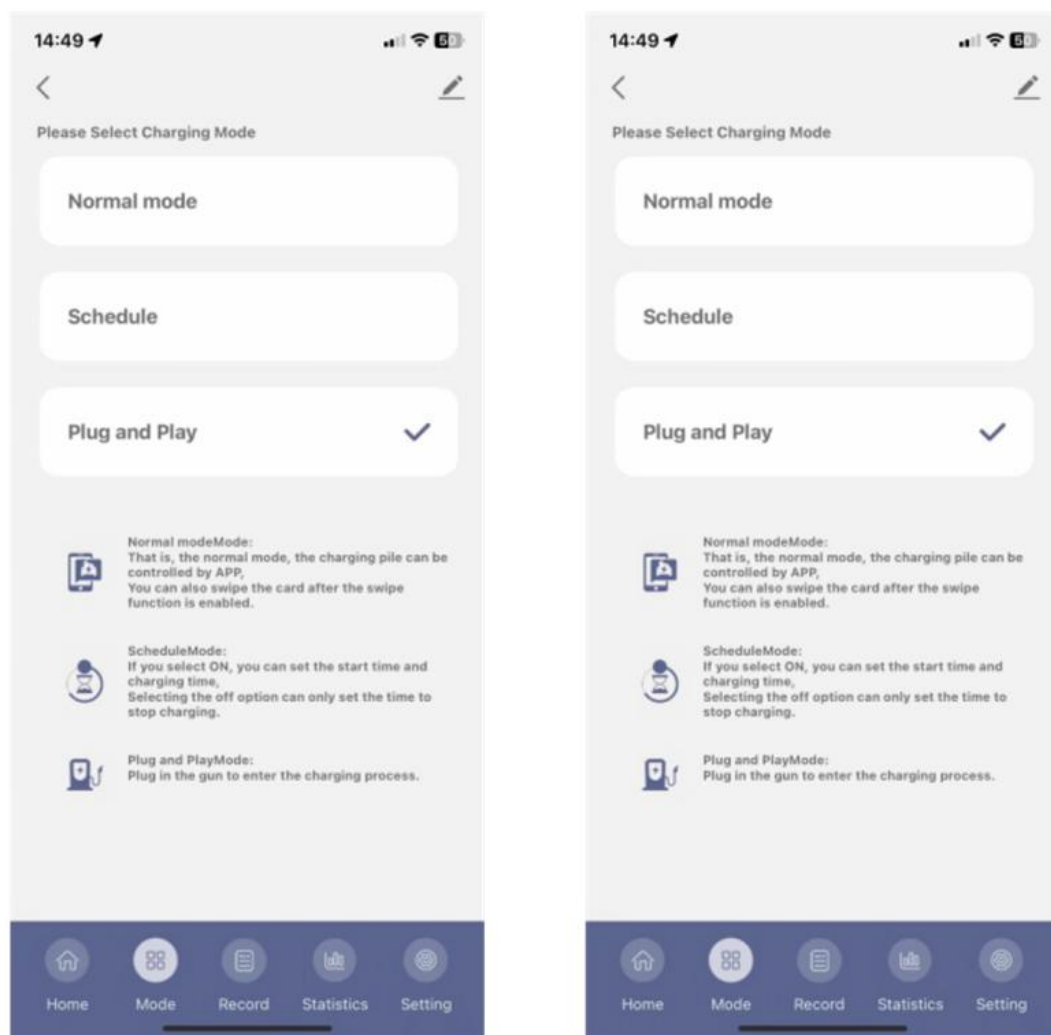 14:49
50
Please Select Charging Mode
Normal mode
Schedule
Plug and Play
Normal modeMode:
That is, the normal mode, the charging pile can be
controlled by APP,
You can also swipe the card after the swipe
function is enabled.
ScheduleMode:
If you select ON, you can set the start time and
charging time,
Selecting the off option can only set the time to
stop charging.
Plug and PlayMode:
Plug in the gun to enter the charging process.
Home Mode Record Statistics Setting
14:49
50
Please Select Charging Mode
Normal mode
Schedule
Plug and Play
Normal modeMode:
That is, the normal mode, the charging pile can be
controlled by APP,
You can also swipe the card after the swipe
function is enabled.
ScheduleMode:
If you select ON, you can set the start time and
charging time,
Selecting the off option can only set the time to
stop charging.
Plug and PlayMode:
Plug in the gun to enter the charging process.
Home Mode Record Statistics Setting